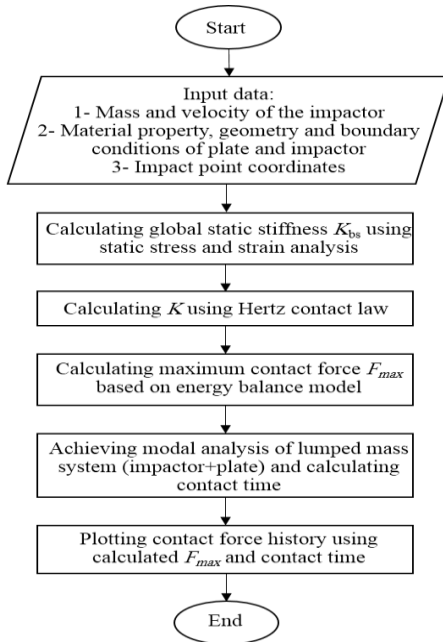 Start
Input data:
1- Mass and velocity of the impactor
2- Material property, geometry and boundary
conditions of plate and impactor
3- Impact point coordinates
Calculating global static stiffness K_bs using
static stress and strain analysis
Calculating K using Hertz contact law
Calculating maximum contact force F_max
based on energy balance model
Achieving modal analysis of lumped mass
system (impactor+plate) and calculating
contact time
Plotting contact force history using
calculated F_max and contact time
End